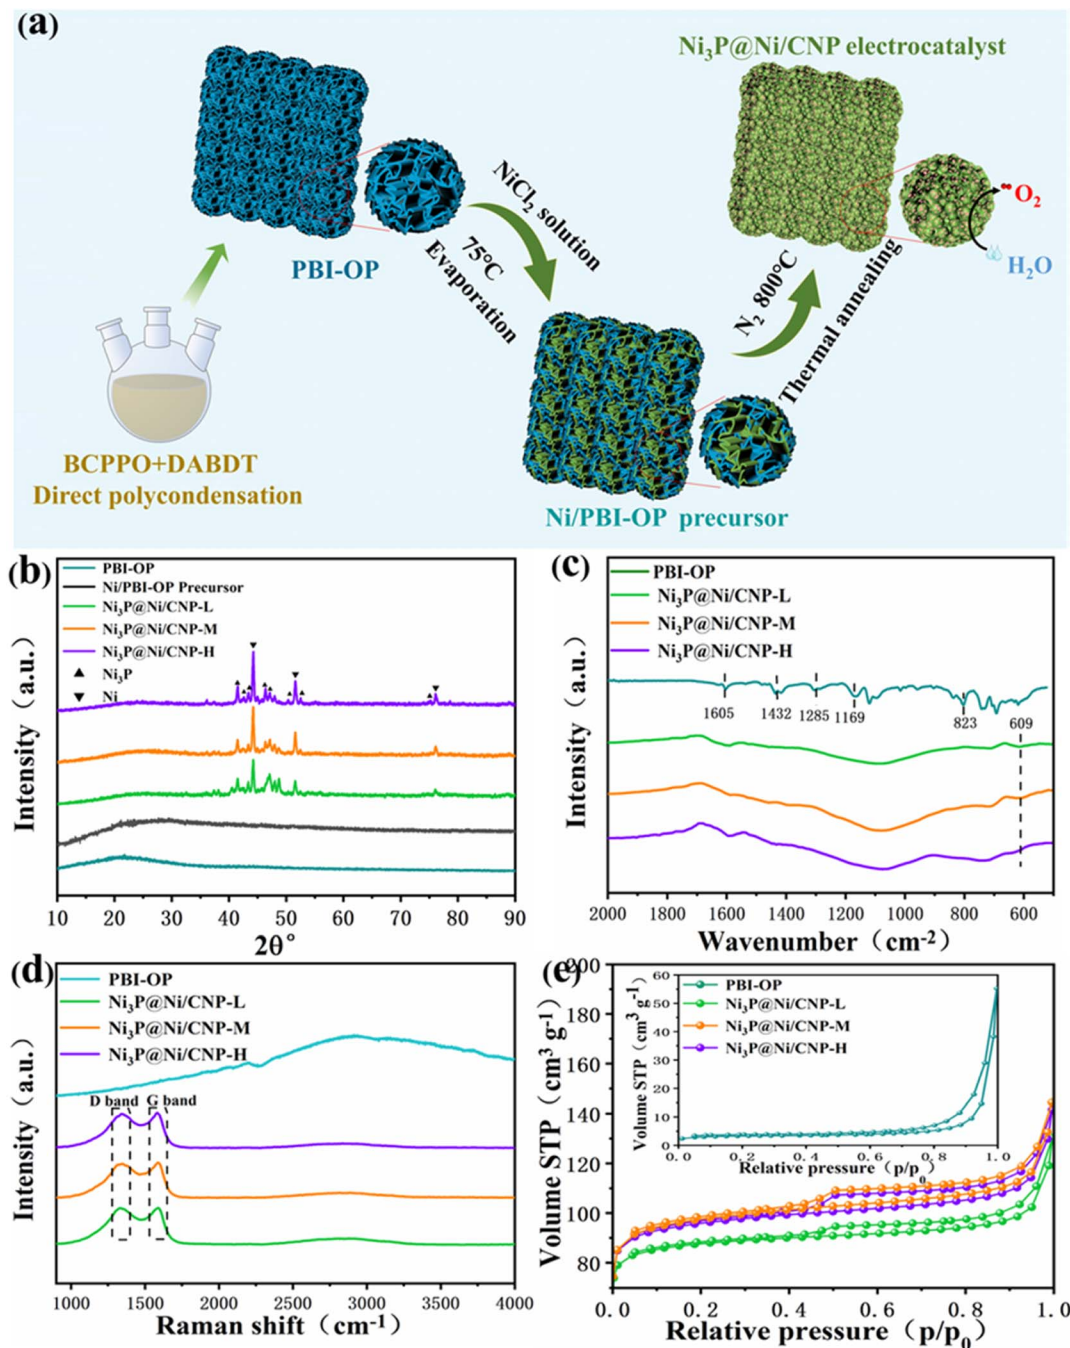 (a)
Ni₃P@Ni/CNP electrocatalyst
NiCl₂ solution
75℃
Evaporation
PBI-OP
O₂
H₂O
N₂ 800℃
Thermal annealing
BCPPO+DABDT
Direct polycondensation
Ni/PBI-OP precursor
(b)
PBI-OP
Ni/PBI-OP Precursor
Ni₃P@Ni/CNP-L
Ni₃P@Ni/CNP-M
Ni₃P@Ni/CNP-H
▲ Ni₃P
▼ Ni
Intensity (a.u.)
10 20 30 40 50 60 70 80 90
2θ°
(c)
PBI-OP
Ni₃P@Ni/CNP-L
Ni₃P@Ni/CNP-M
Ni₃P@Ni/CNP-H
1605 1432 1285 1169 823 609
Intensity (a.u.)
2000 1800 1600 1400 1200 1000 800 600
Wavenumber (cm⁻²)
(d)
PBI-OP
Ni₃P@Ni/CNP-L
Ni₃P@Ni/CNP-M
Ni₃P@Ni/CNP-H
D band G band
Intensity (a.u.)
1000 1500 2000 2500 3000 3500 4000
Raman shift (cm⁻¹)
(e)
200
180
160
140
120
100
80
Volume STP (cm³ g⁻¹)
60
50
40
30
20
10
0
Volume STP (cm³ g⁻¹)
PBI-OP
Ni₃P@Ni/CNP-L
Ni₃P@Ni/CNP-M
Ni₃P@Ni/CNP-H
0.0 0.2 0.4 0.6 0.8 1.0
Relative pressure (p/p₀)
0.0 0.2 0.4 0.6 0.8 1.0
Relative pressure (p/p₀)